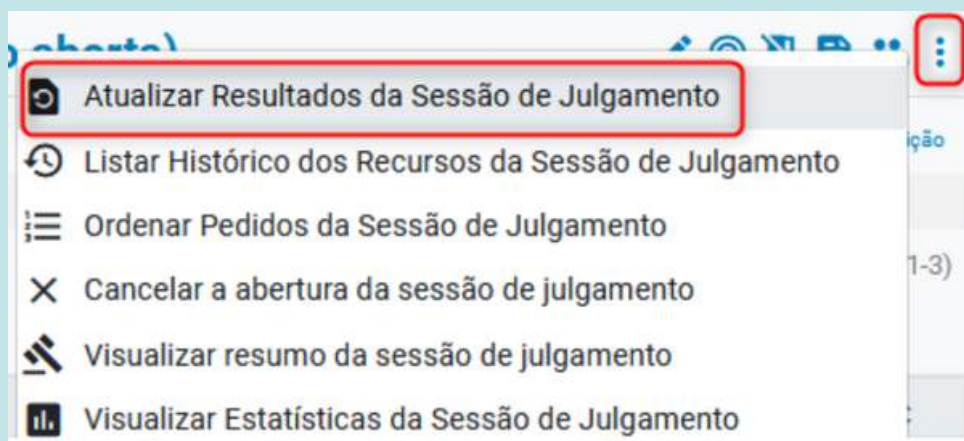 Atualizar Resultados da Sessão de Julgamento
Listar Histórico dos Recursos da Sessão de Julgamento
Ordenar Pedidos da Sessão de Julgamento
1-3)
Cancelar a abertura da sessão de julgamento
Visualizar resumo da sessão de julgamento
Visualizar Estatísticas da Sessão de Julgamento